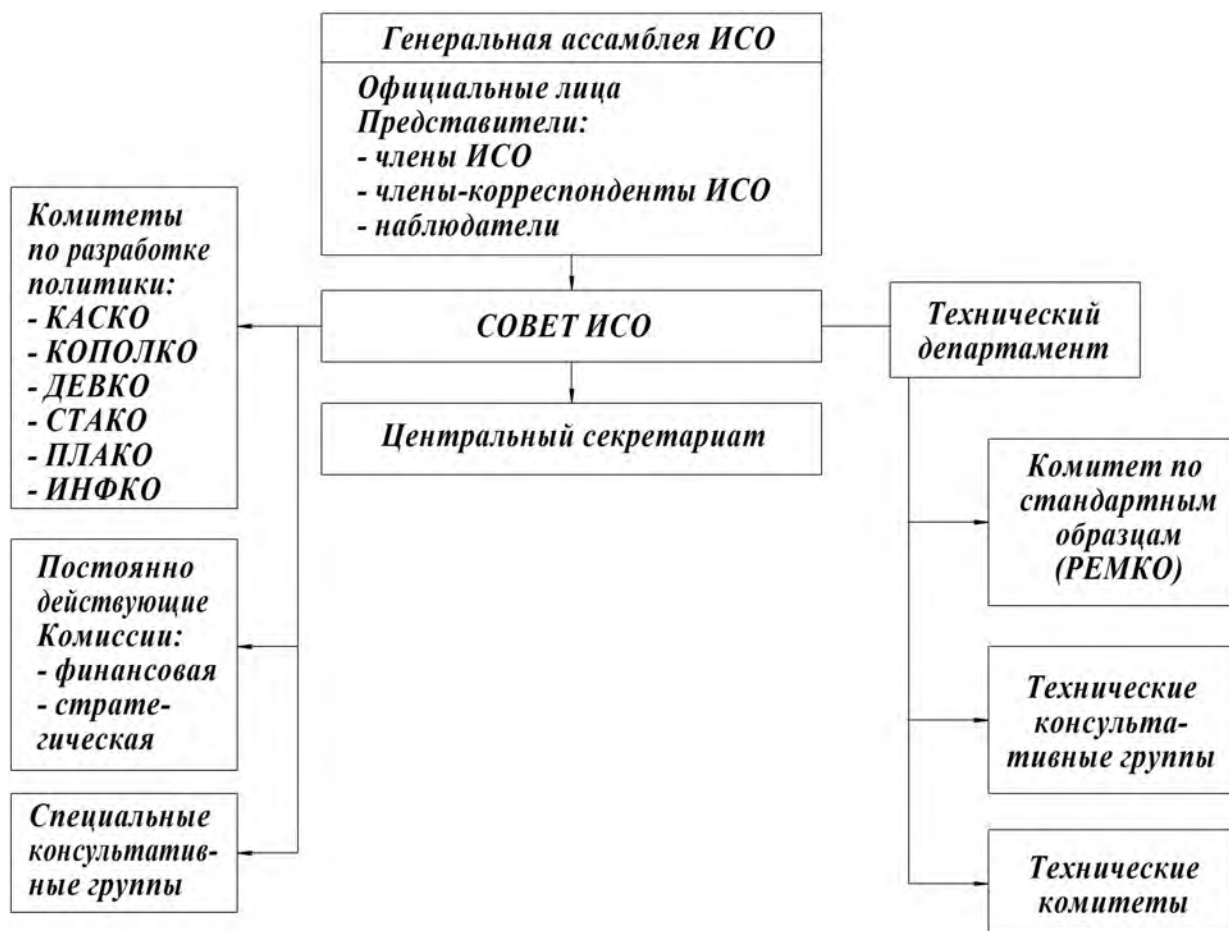 Генеральная ассамблея ИСО
Официальные лица
Представители:
- члены ИСО
- члены-корреспонденты ИСО
- наблюдатели
Комитеты
по разработке
политики:
- КАСКО
- КОПОЛКО
- ДЕВКО
- СТАКО
- ПЛАКО
- ИНФКО
СОВЕТ ИСО
Технический
департамент
Центральный секретариат
Комитет по
стандартным
образцам
(РЕМКО)
Постоянно
действующие
Комиссии:
- финансовая
- страте-
гическая
Технические
консульта-
тивные группы
Специальные
консультатив-
ные группы
Технические
комитеты